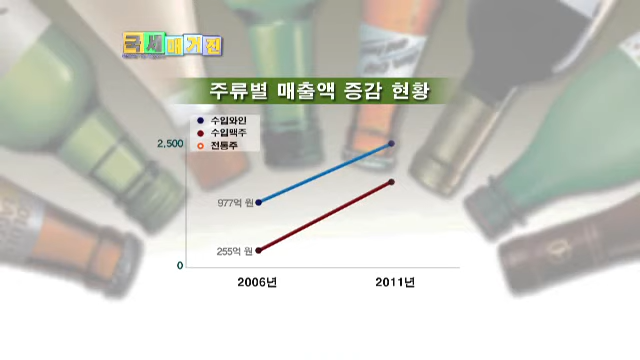 국세매거진
주류별 매출액 증감 현황
수입와인
수입맥주
전통주
2,500
977억 원
255억 원
0
2006년
2011년